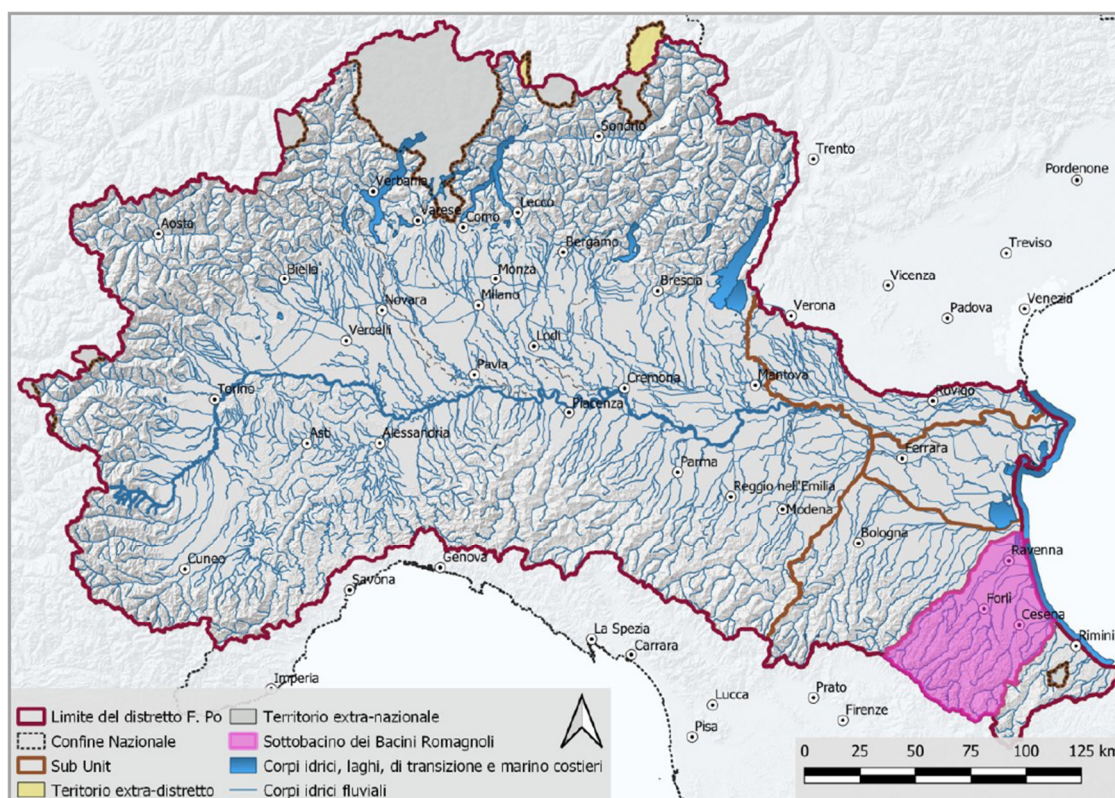 Sondrio
Trento
Pordenone
Verbania
Lecco
Varese
Como
Aosta
Treviso
Bergamo
Biella
Monza
Vicenza
Brescia
Milano
Novara
Venezia
Verona
Padova
Vercelli
Lodi
Pavia
Mantova
Cremona
Torino
Rovigo
Piacenza
Asti
Alessandria
Ferrara
Parma
Reggio nell'Emilia
Modena
Bologna
Ravenna
Cuneo
Genova
Savona
Forlì
Cesena
La Spezia
Rimini
Carrara
Imperia
Lucca
Prato
Firenze
Pisa
Limite del distretto F. Po
Confine Nazionale
Sub Unit
Territorio extra-distretto
Territorio extra-nazionale
Sottobacino dei Bacini Romagnoli
Corpi idrici, laghi, di transizione e marino costieri
Corpi idrici fluviali
0 25 50 75 100 125 km